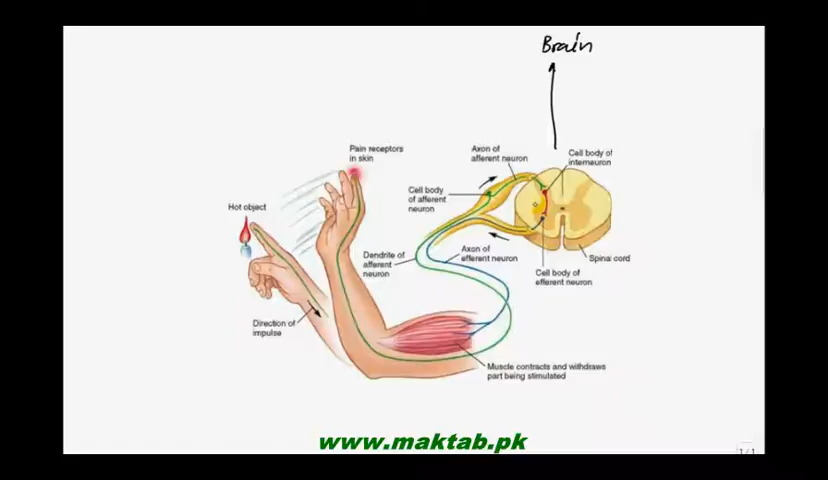 Brain
Pain receptors
in skin
Axon of
afferent neuron
Cell body of
interneuron
Cell body
of afferent
neuron
Hot object
Dendrite of
afferent
neuron
Axon of
efferent neuron
Spinal cord
Cell body of
efferent neuron
Direction of
impulse
Muscle contracts and withdraws
part being stimulated
www.maktab.pk
1/1